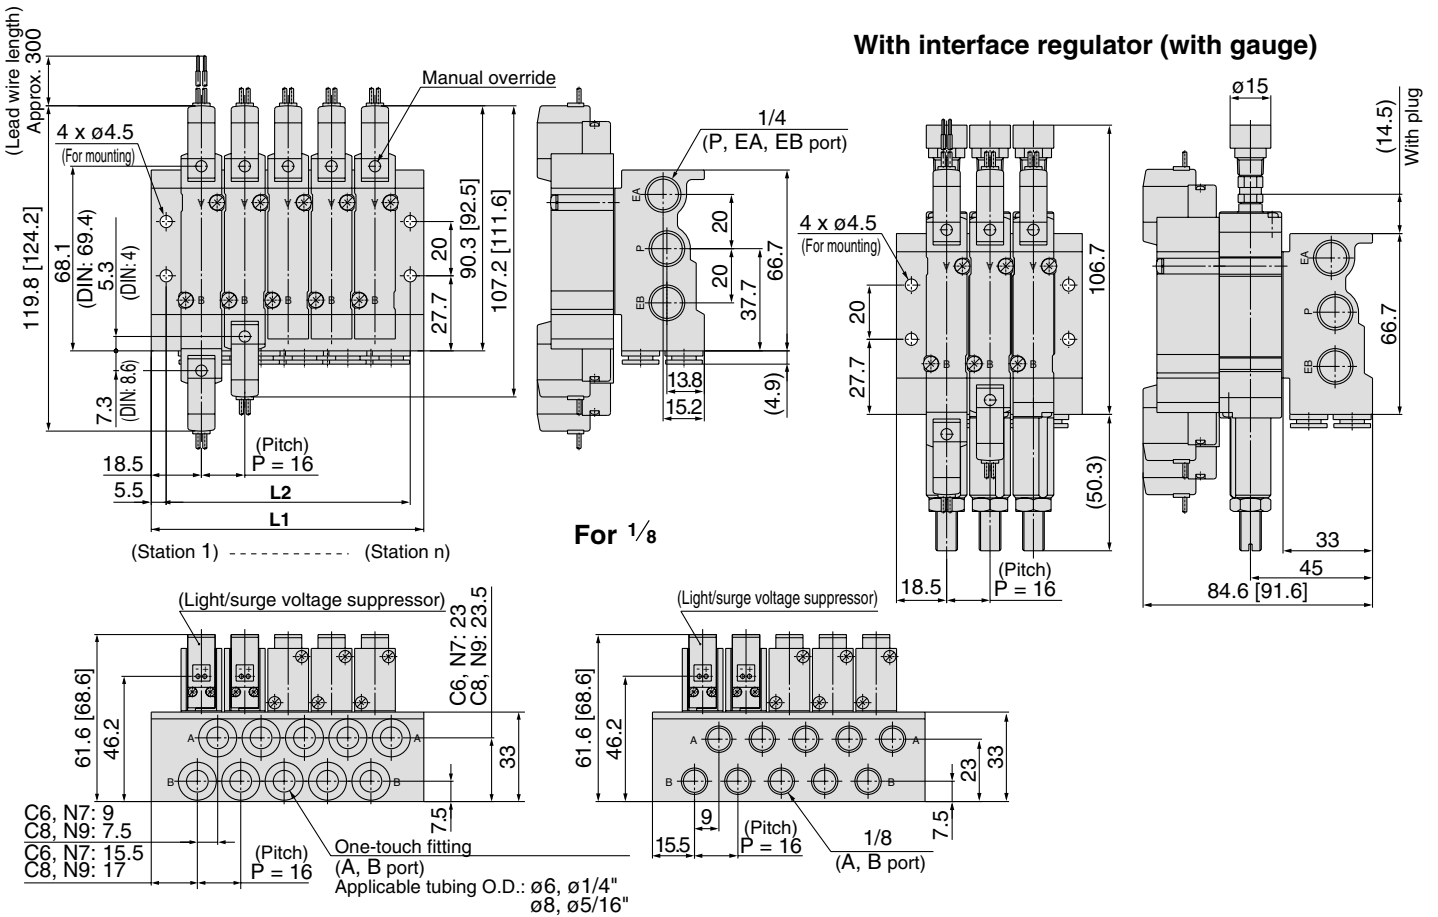 (Lead wire length)
Approx. 300
Manual override
4 x ø4.5
(For mounting)
119.8 [124.2]
68.1
(DIN: 69.4)
5.3
(DIN: 4)
7.3
(DIN: 8.6)
20
27.7
90.3 [92.5]
107.2 [111.6]
18.5
(Pitch)
P = 16
5.5
L2
L1
(Station 1)
(Station n)
V
V
V
V
V
B
B
B
B
B
1/4
(P, EA, EB port)
EA
P
EB
20
20
37.7
66.7
13.8
15.2
(4.9)
With interface regulator (with gauge)
4 x ø4.5
(For mounting)
20
27.7
V
V
V
B
B
B
106.7
(50.3)
18.5
(Pitch)
P = 16
ø15
(14.5)
With plug
EA
P
EB
66.7
33
45
84.6 [91.6]
(Light/surge voltage suppressor)
C6, N7: 23
C8, N9: 23.5
61.6 [68.6]
46.2
A
A
B
B
33
7.5
C6, N7: 9
C8, N9: 7.5
C6, N7: 15.5
C8, N9: 17
(Pitch)
P = 16
One-touch fitting
(A, B port)
Applicable tubing O.D.: ø6, ø1/4"
ø8, ø5/16"
For 1/8
(Light/surge voltage suppressor)
61.6 [68.6]
46.2
A
A
B
B
23
33
7.5
9
15.5
(Pitch)
P = 16
1/8
(A, B port)